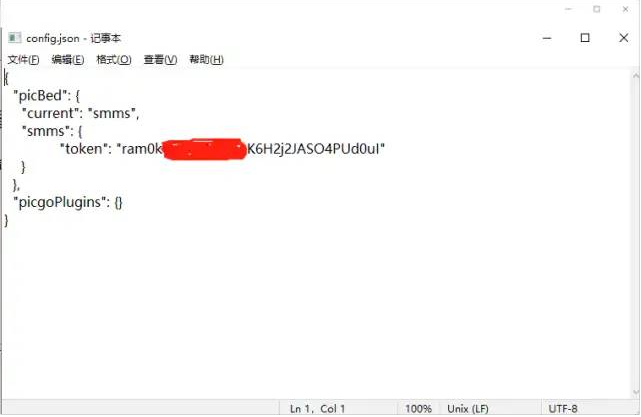 config.json - 记事本
文件(F) 编辑(E) 格式(O) 查看(V) 帮助(H)
{
"picBed": {
"current": "smms",
"smms": {
"token": "ram0k K6H2j2JASO4PUd0uI"
}
},
"picgoPlugins": {}
}
Ln 1, Col 1 100% Unix (LF) UTF-8